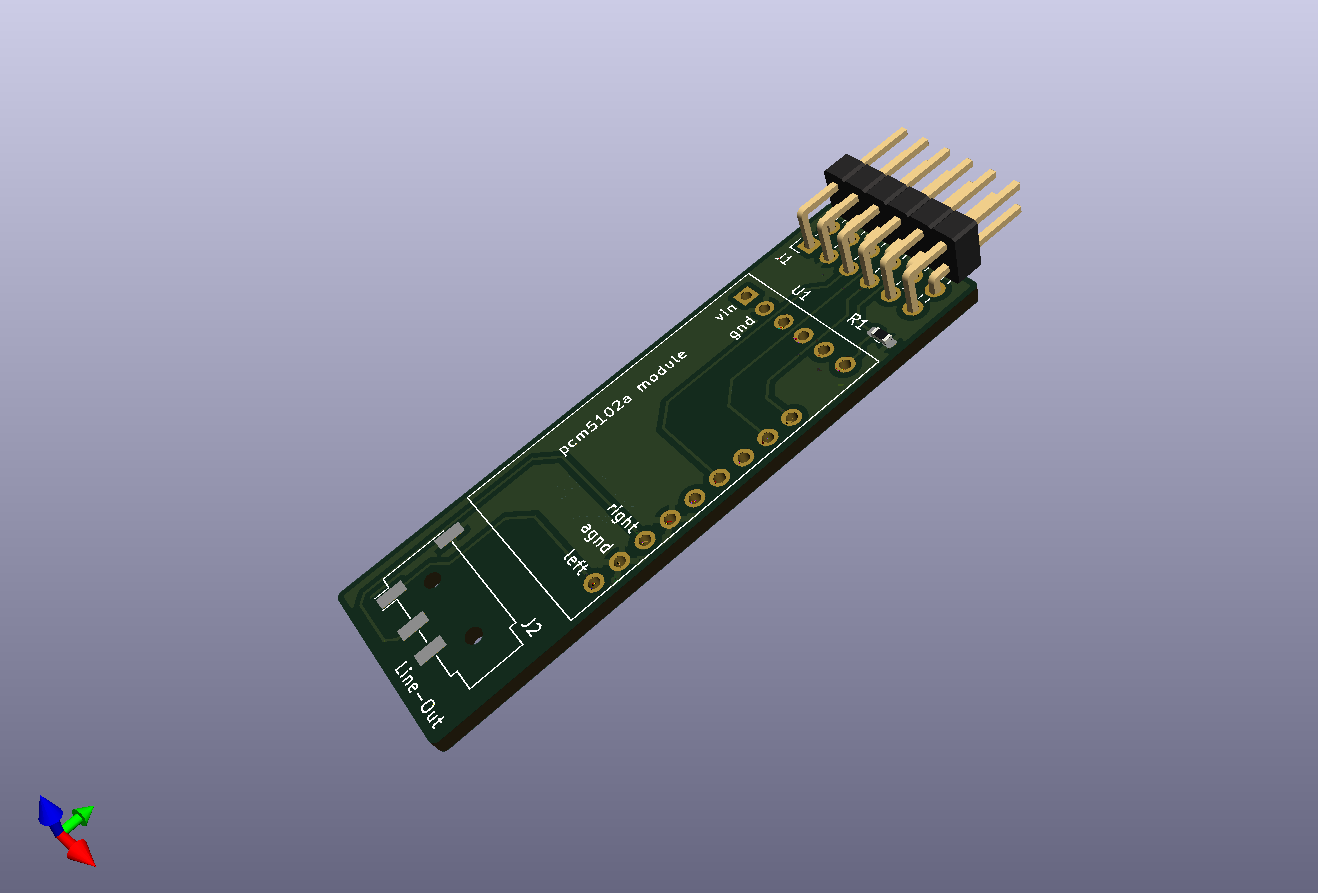 J1
U1
vin
gnd
R1
pcm5102a module
right
agnd
left
J2
Line-Out